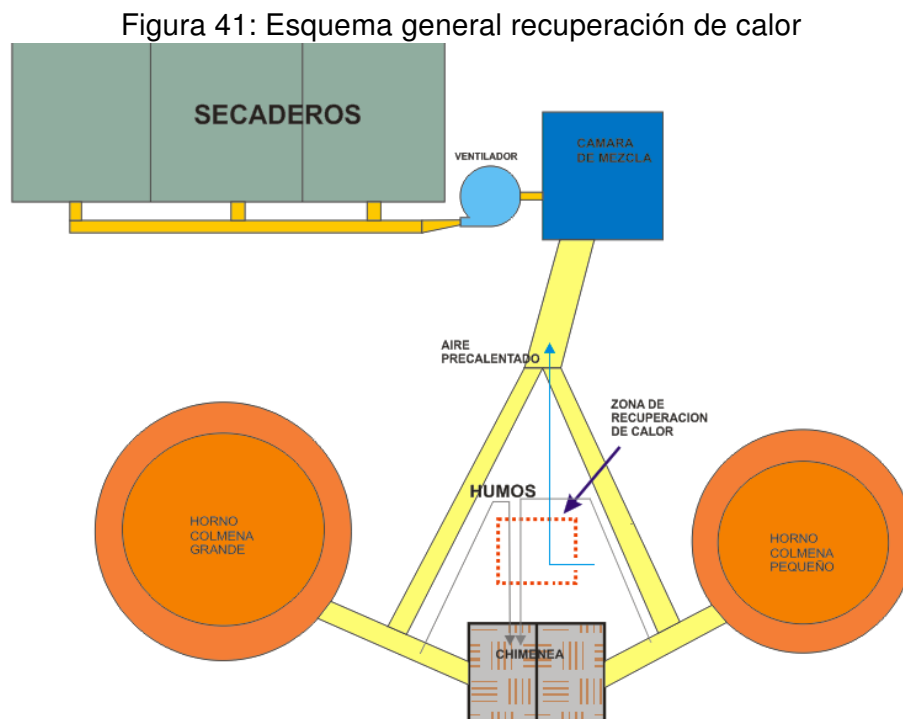 Figura 41: Esquema general recuperación de calor
SECADEROS
VENTILADOR
CAMARA
DE MEZCLA
AIRE
PRECALENTADO
ZONA DE
RECUPERACION
DE CALOR
HUMOS
HORNO
COLMENA
GRANDE
HORNO
COLMENA
PEQUEÑO
CHIMENEA